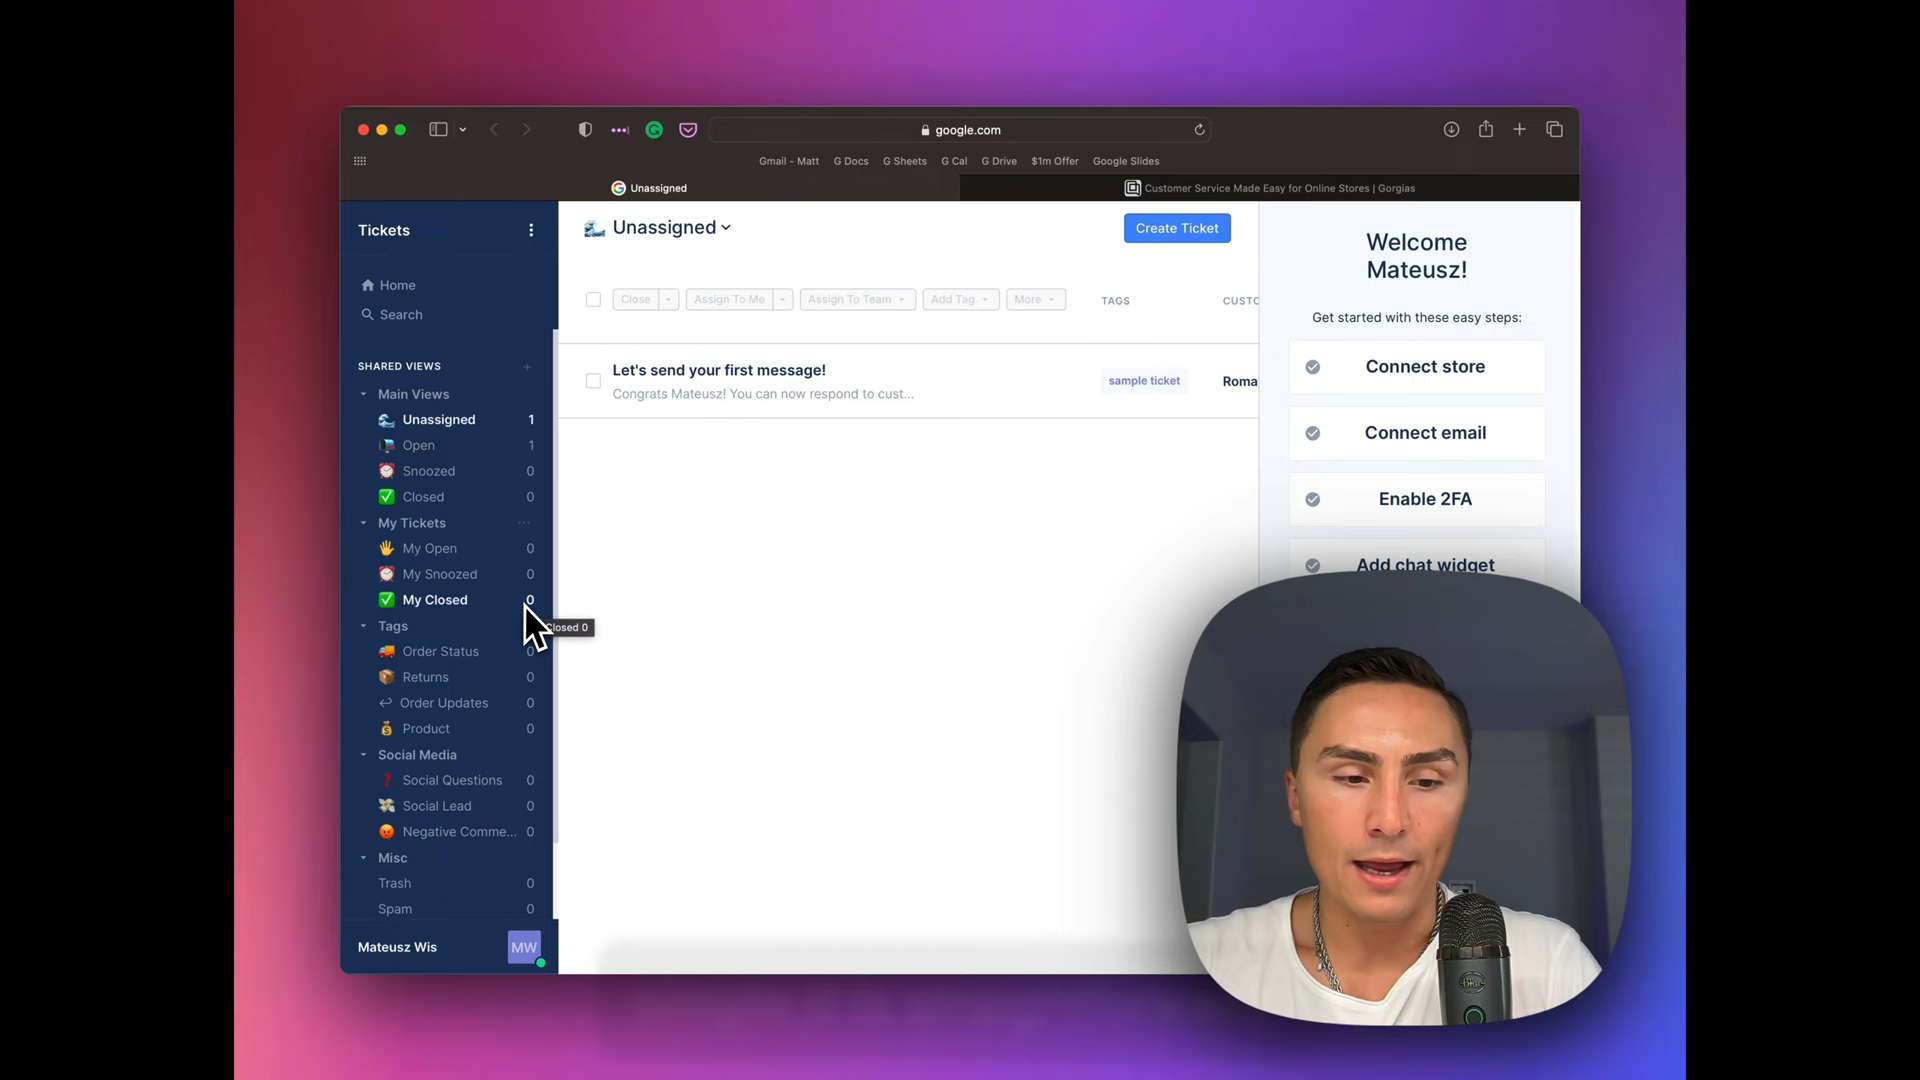 google.com
Gmail - Matt
G Docs
G Sheets
G Cal
G Drive
$1m Offer
Google Slides
Unassigned
Customer Service Made Easy for Online Stores | Gorgias
Tickets
Home
Search
SHARED VIEWS
Main Views
Unassigned 1
Open 1
Snoozed 0
Closed 0
My Tickets
My Open 0
My Snoozed 0
My Closed 0
Closed 0
Tags
Order Status 0
Returns 0
Order Updates 0
Product 0
Social Media
Social Questions 0
Social Lead 0
Negative Comme... 0
Misc
Trash 0
Spam 0
Mateusz Wis
MW
Unassigned
Create Ticket
Close
Assign To Me
Assign To Team
Add Tag
More
TAGS
CUSTO
Let's send your first message!
Congrats Mateusz! You can now respond to cust...
sample ticket
Roma
Welcome
Mateusz!
Get started with these easy steps:
Connect store
Connect email
Enable 2FA
Add chat widget
Blue